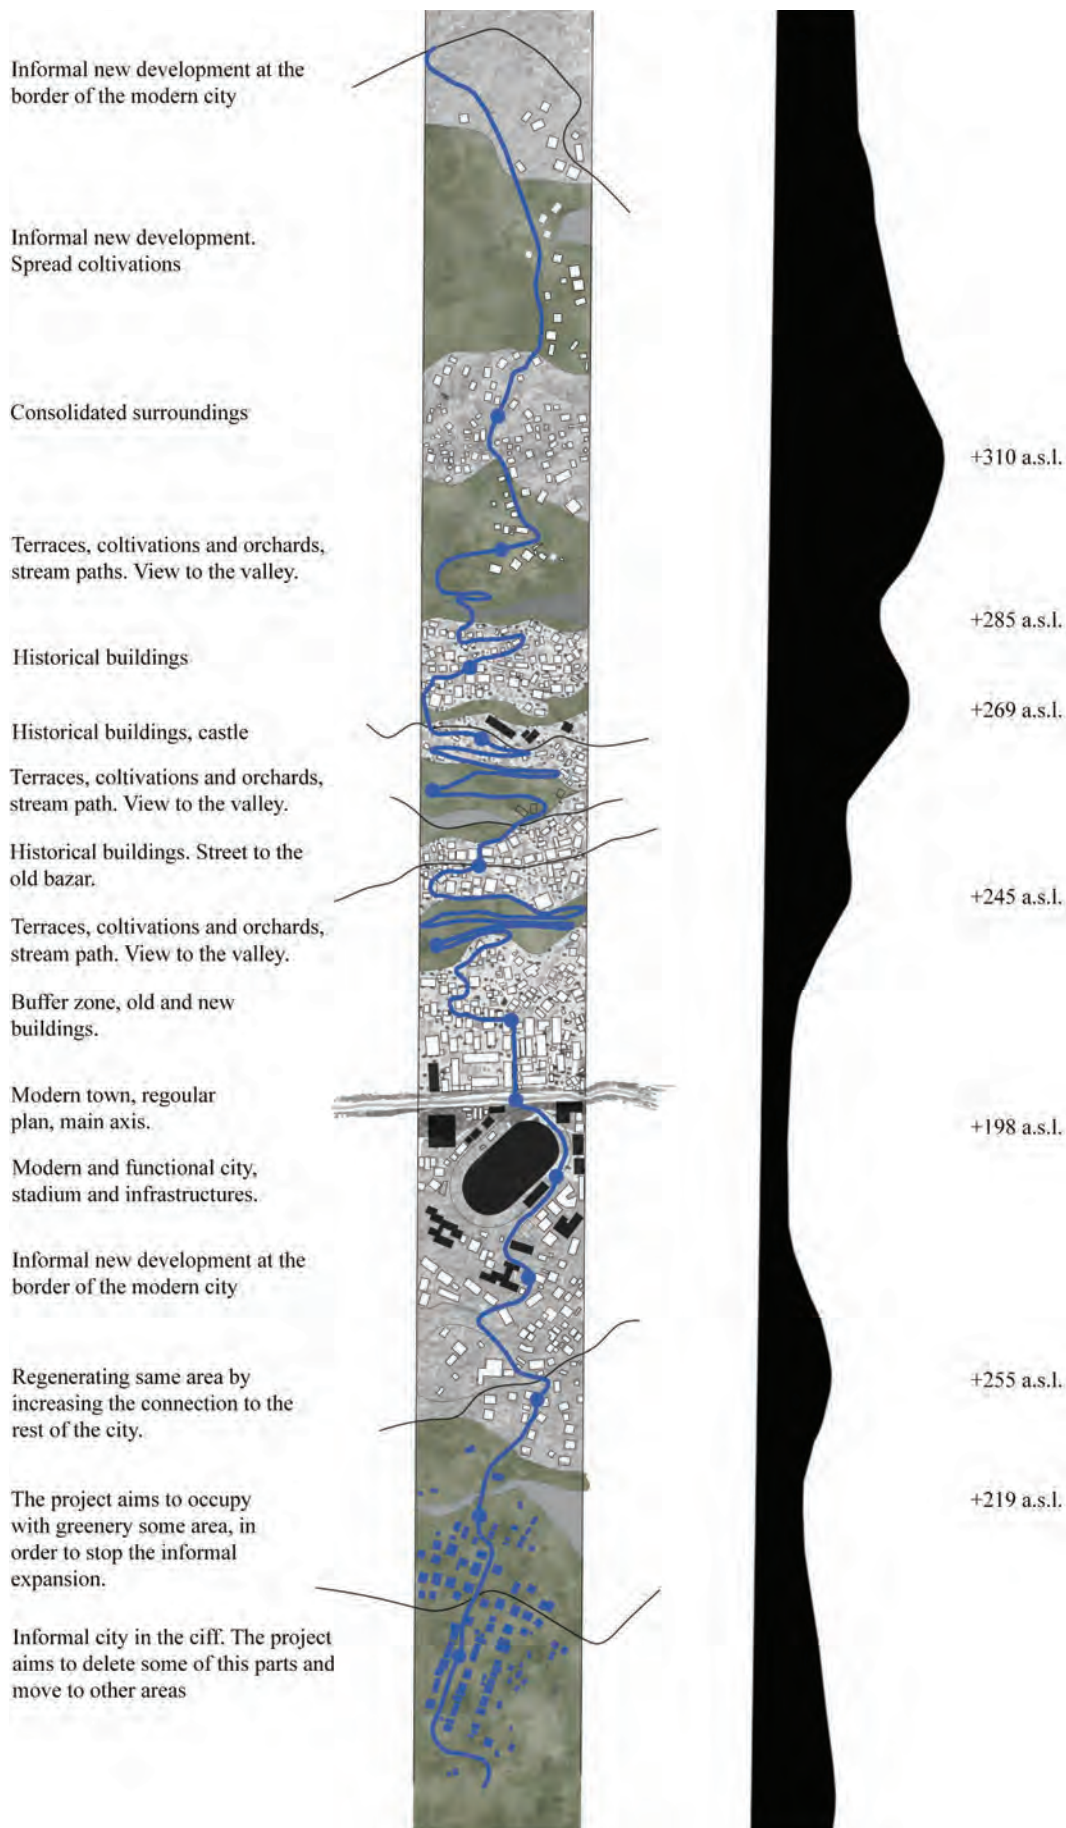 Informal new development at the
border of the modern city
Informal new development.
Spread coltivations
Consolidated surroundings
+310 a.s.l.
Terraces, coltivations and orchards,
stream paths. View to the valley.
+285 a.s.l.
Historical buildings
+269 a.s.l.
Historical buildings, castle
Terraces, coltivations and orchards,
stream path. View to the valley.
Historical buildings. Street to the
old bazar.
+245 a.s.l.
Terraces, coltivations and orchards,
stream path. View to the valley.
Buffer zone, old and new
buildings.
Modern town, regoular
plan, main axis.
+198 a.s.l.
Modern and functional city,
stadium and infrastructures.
Informal new development at the
border of the modern city
Regenerating same area by
increasing the connection to the
rest of the city.
+255 a.s.l.
The project aims to occupy
with greenery some area, in
order to stop the informal
expansion.
+219 a.s.l.
Informal city in the ciff. The project
aims to delete some of this parts and
move to other areas